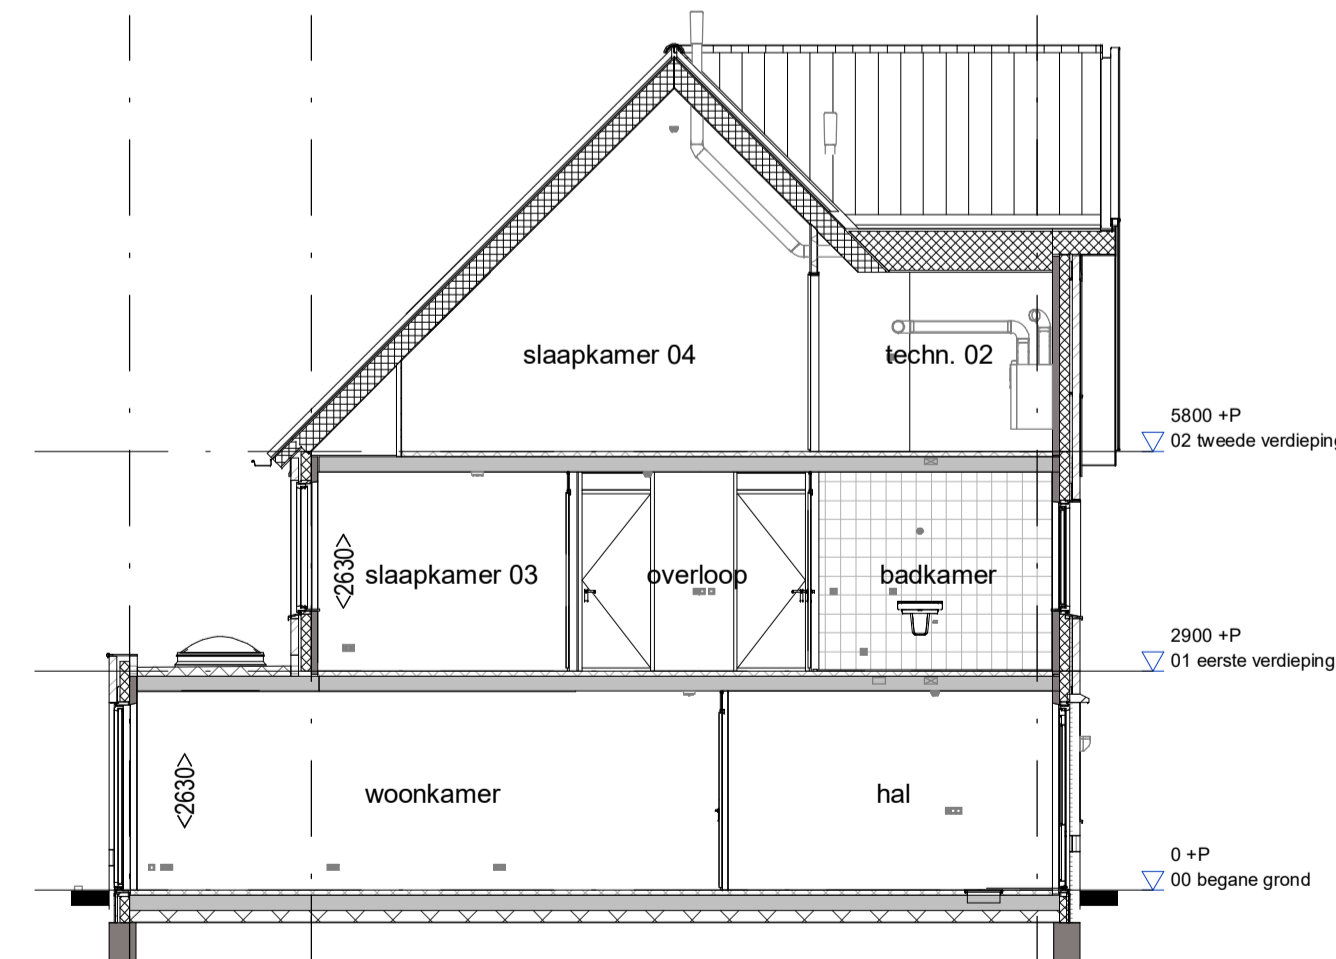 slaapkamer 04
techn. 02
5800 +P
02 tweede verdieping
<2630>
slaapkamer 03
overloop
badkamer
2900 +P
01 eerste verdieping
<2630>
woonkamer
hal
0 +P
00 begane grond